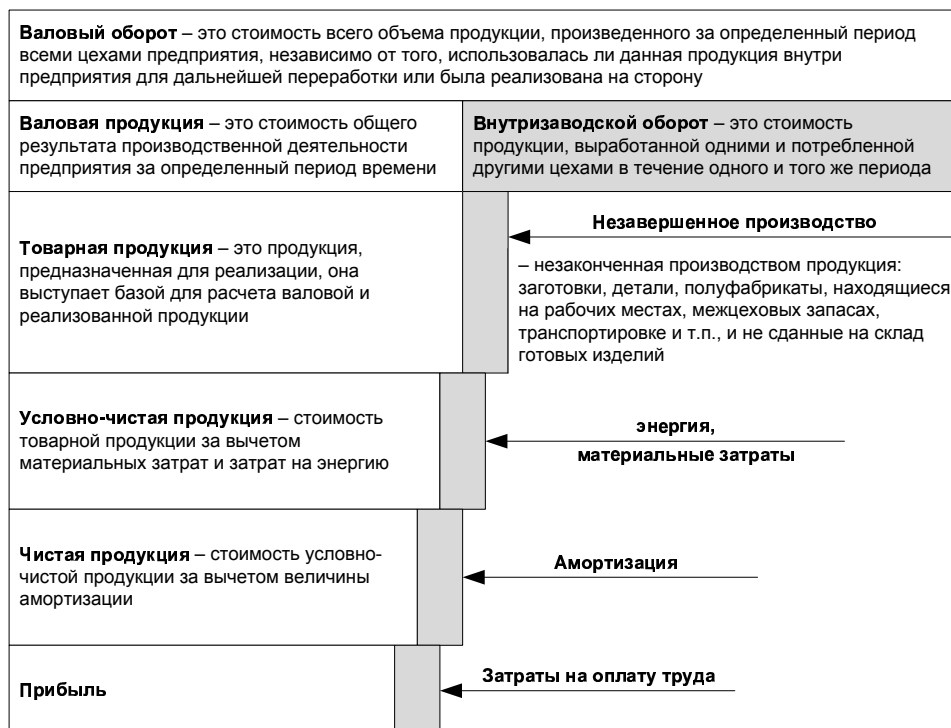 Валовый оборот – это стоимость всего объема продукции, произведенного за определенный период
всеми цехами предприятия, независимо от того, использовалась ли данная продукция внутри
предприятия для дальнейшей переработки или была реализована на сторону
Валовая продукция – это стоимость общего
результата производственной деятельности
предприятия за определенный период времени
Внутризаводской оборот – это стоимость
продукции, выработанной одними и потребленной
другими цехами в течение одного и того же периода
Товарная продукция – это продукция,
предназначенная для реализации, она
выступает базой для расчета валовой и
реализованной продукции
Незавершенное производство
– незаконченная производством продукция:
заготовки, детали, полуфабрикаты, находящиеся
на рабочих местах, межцеховых запасах,
транспортировке и т.п., и не сданные на склад
готовых изделий
Условно-чистая продукция – стоимость
товарной продукции за вычетом
материальных затрат и затрат на энергию
энергия,
материальные затраты
Чистая продукция – стоимость условно-
чистой продукции за вычетом величины
амортизации
Амортизация
Прибыль
Затраты на оплату труда